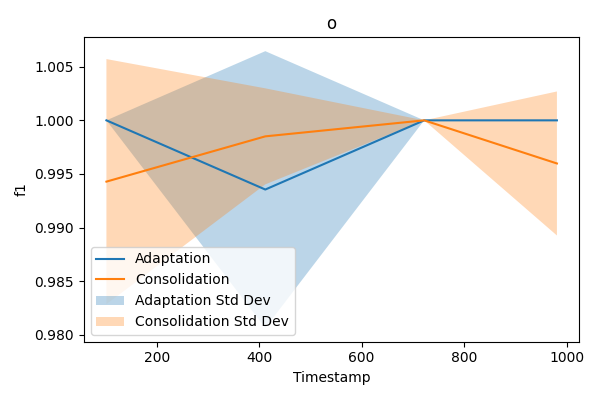 o
1.005
1.000
0.995
0.990
0.985
0.980
f1
Adaptation
Consolidation
Adaptation Std Dev
Consolidation Std Dev
200 400 600 800 1000
Timestamp